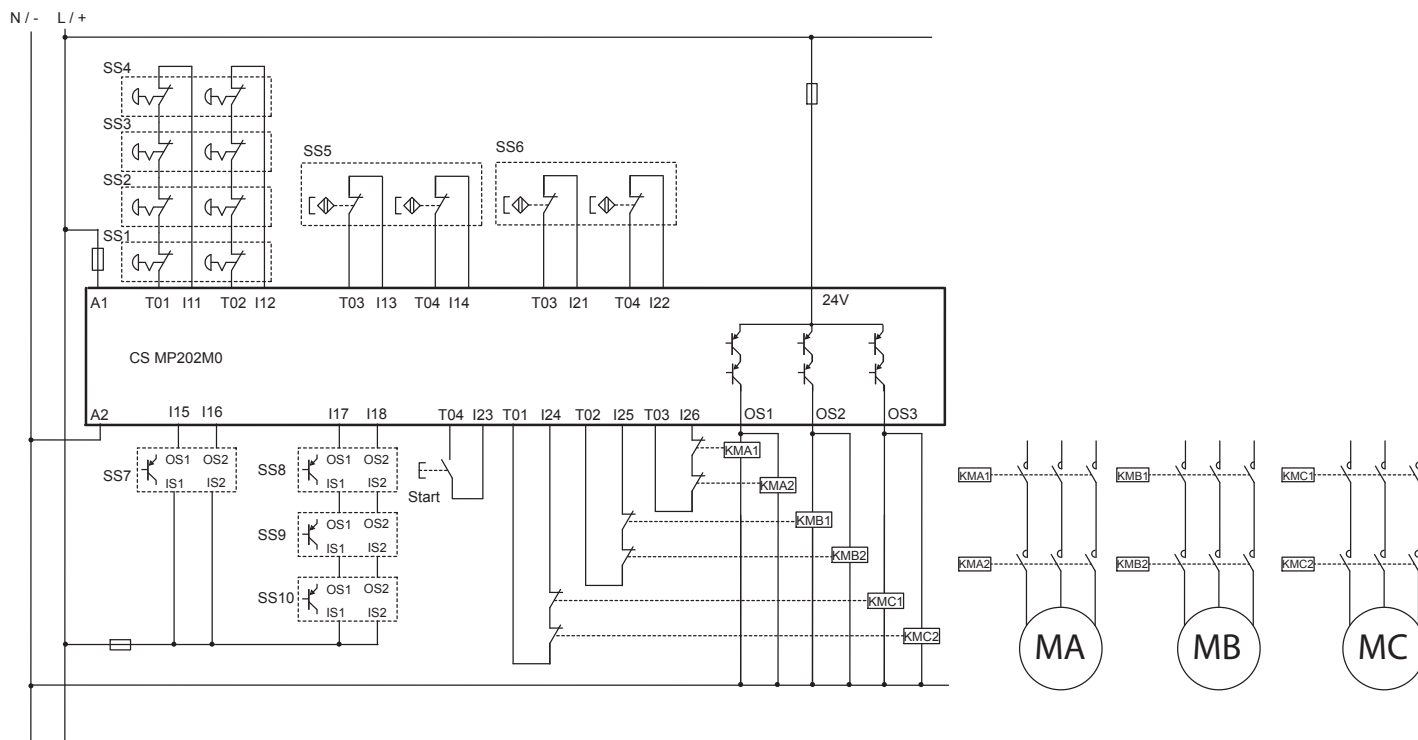 N / - L / +
SS4
SS3
SS2
SS1
SS5
SS6
A1 T01 I11 T02 I12 T03 I13 T04 I14 T03 I21 T04 I22 24V
CS MP202M0
A2 I15 I16 I17 I18 T04 I23 T01 I24 T02 I25 T03 I26 OS1 OS2 OS3
SS7
OS1 OS2
IS1 IS2
SS8
OS1 OS2
IS1 IS2
SS9
OS1 OS2
IS1 IS2
SS10
OS1 OS2
IS1 IS2
Start
KMA1
KMA2
KMB1
KMB2
KMC1
KMC2
KMA1 KMB1 KMC1
KMA2 KMB2 KMC2
MA MB MC